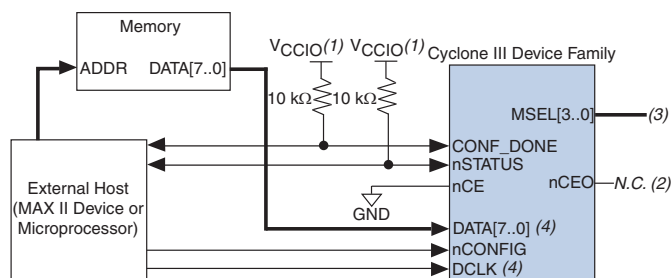 Memory
ADDR
DATA[7..0]
VCCIO(1)
VCCIO(1)
10 kΩ
10 kΩ
Cyclone III Device Family
MSEL[3..0]
(3)
CONF_DONE
nSTATUS
nCE
nCEO
N.C. (2)
GND
External Host
(MAX II Device or
Microprocessor)
DATA[7..0] (4)
nCONFIG
DCLK (4)